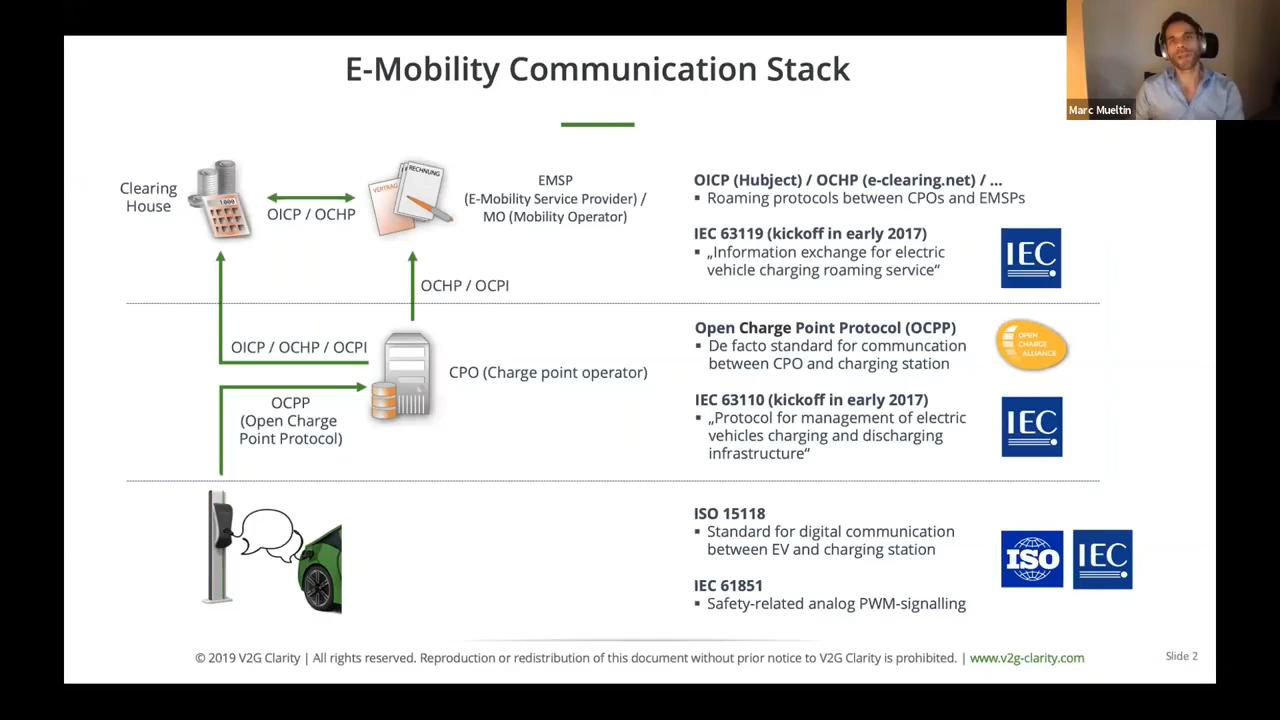 E-Mobility Communication Stack
Marc Mueltin
Clearing
House
OICP / OCHP
VERTRAG
RECHNUNG
EMSP
(E-Mobility Service Provider) /
MO (Mobility Operator)
OCHP / OCPI
OICP / OCHP / OCPI
CPO (Charge point operator)
OCPP
(Open Charge
Point Protocol)
OICP (Hubject) / OCHP (e-clearing.net) / ...
▪ Roaming protocols between CPOs and EMSPs
IEC 63119 (kickoff in early 2017)
▪ „Information exchange for electric
vehicle charging roaming service“
IEC
Open Charge Point Protocol (OCPP)
▪ De facto standard for communcation
between CPO and charging station
OPEN
CHARGE
ALLIANCE
IEC 63110 (kickoff in early 2017)
▪ „Protocol for management of electric
vehicles charging and discharging
infrastructure“
IEC
ISO 15118
▪ Standard for digital communication
between EV and charging station
ISO
IEC
IEC 61851
▪ Safety-related analog PWM-signalling
© 2019 V2G Clarity | All rights reserved. Reproduction or redistribution of this document without prior notice to V2G Clarity is prohibited. | www.v2g-clarity.com
Slide 2